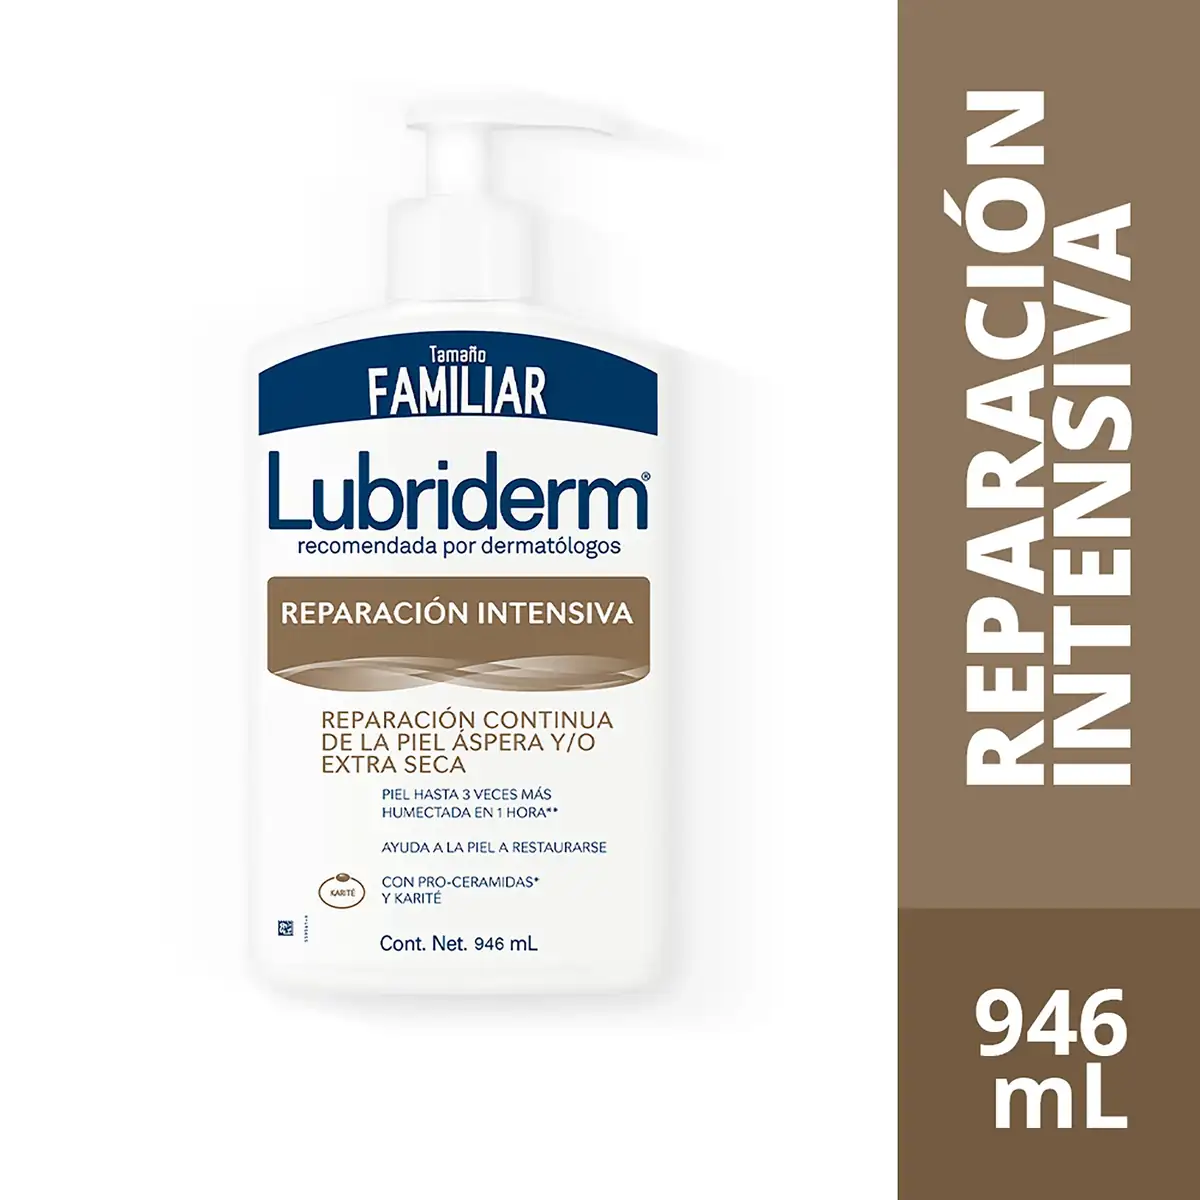 Tamaño
FAMILIAR
Lubriderm®
recomendada por dermatólogos
REPARACIÓN INTENSIVA
REPARACIÓN CONTINUA
DE LA PIEL ÁSPERA Y/O
EXTRA SECA
PIEL HASTA 3 VECES MÁS
HUMECTADA EN 1 HORA**
AYUDA A LA PIEL A RESTAURARSE
KARITÉ
CON PRO-CERAMIDAS*
Y KARITÉ
Cont. Net. 946 mL
REPARACIÓN
INTENSIVA
946
mL